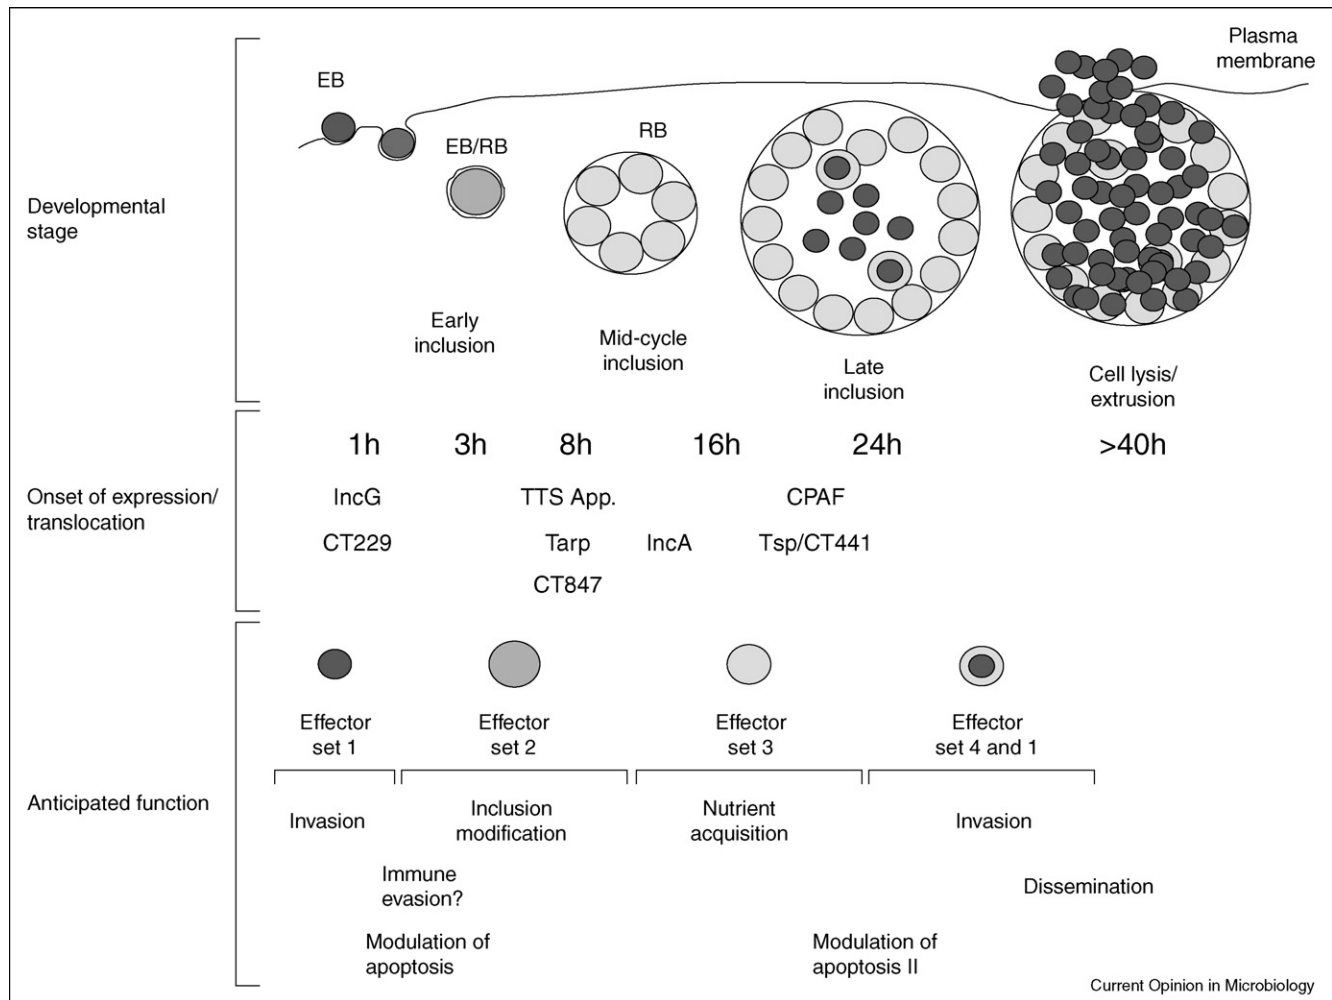 Plasma
membrane
EB
EB/RB
RB
Developmental
stage
Early
inclusion
Mid-cycle
inclusion
Late
inclusion
Cell lysis/
extrusion
1h 3h 8h 16h 24h >40h
Onset of expression/
translocation
IncG TTS App. CPAF
CT229 Tarp IncA Tsp/CT441
CT847
Effector
set 1
Effector
set 2
Effector
set 3
Effector
set 4 and 1
Anticipated function
Invasion
Inclusion
modification
Nutrient
acquisition
Invasion
Immune
evasion?
Dissemination
Modulation of
apoptosis
Modulation of
apoptosis II
Current Opinion in Microbiology